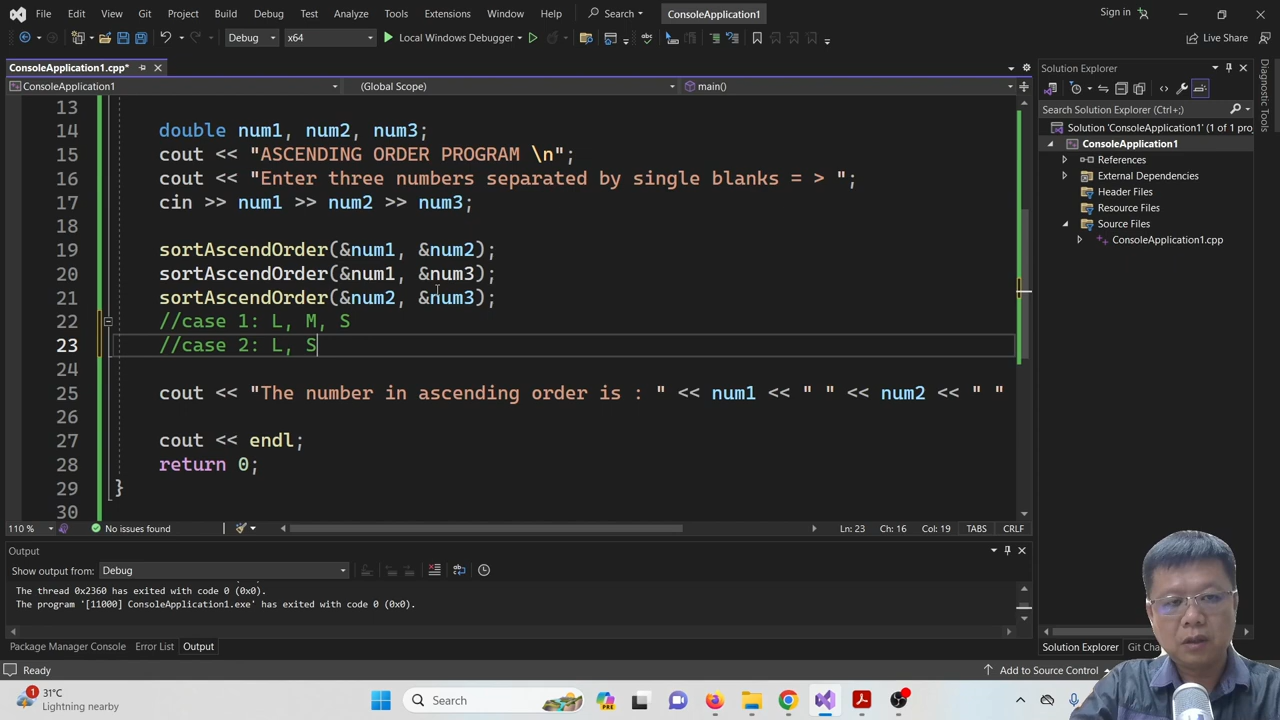 File Edit View Git Project Build Debug Test Analyze Tools Extensions Window Help Search ConsoleApplication1 Sign in
Debug x64 Local Windows Debugger Live Share
ConsoleApplication1.cpp* Solution Explorer
ConsoleApplication1 (Global Scope) main()
Search Solution Explorer (Ctrl+;)
Solution 'ConsoleApplication1' (1 of 1 pro
ConsoleApplication1
References
External Dependencies
Header Files
Resource Files
Source Files
ConsoleApplication1.cpp
Diagnostic Tools
13
14 double num1, num2, num3;
15 cout << "ASCENDING ORDER PROGRAM \n";
16 cout << "Enter three numbers separated by single blanks = > ";
17 cin >> num1 >> num2 >> num3;
18
19 sortAscendOrder(&num1, &num2);
20 sortAscendOrder(&num1, &num3);
21 sortAscendOrder(&num2, &num3);
22 //case 1: L, M, S
23 //case 2: L, S
24
25 cout << "The number in ascending order is : " << num1 << " " << num2 << " "
26
27 cout << endl;
28 return 0;
29 }
30
110 % No issues found Ln: 23 Ch: 16 Col: 19 TABS CRLF
Output
Show output from: Debug
The thread 0x2360 has exited with code 0 (0x0).
The program '[11000] ConsoleApplication1.exe' has exited with code 0 (0x0).
Package Manager Console Error List Output Solution Explorer Git Cha
Ready Add to Source Control
31°C
Lightning nearby
Search
PRE